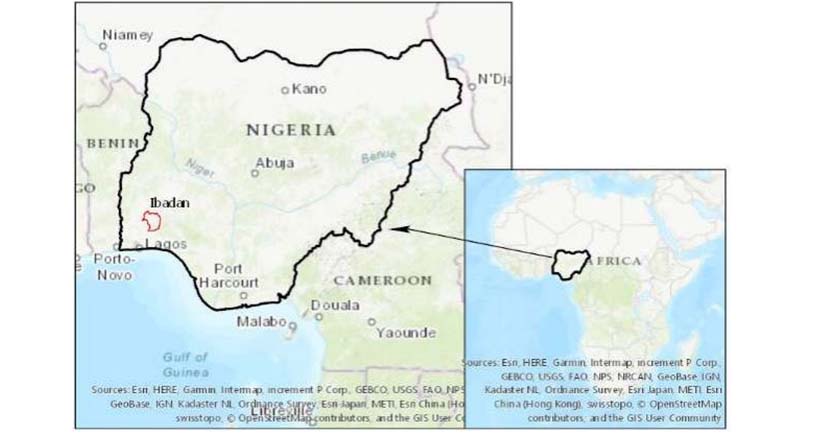 Niamey
N'Dja
Kano
NIGERIA
BENIN
Niger
Abuja
Benue
GO
Ibadan
Lagos
Porto-
Novo
Port
Harcourt
CAMEROON
Douala
Malabo
Yaounde
Gulf of
Guinea
Sources: Esri, HERE, Garmin, Intermap, increment P Corp., GEBCO, USGS, FAO, NPS
GeoBase, IGN, Kadaster NL, Ordnance Survey, Esri Japan, METI, Esri China (Ho
swisstopo, © OpenStreetMap contributors, and the GIS User Co
Libreville
AFRICA
Sources: Esri, HERE, Garmin, Intermap, increment P Corp.,
GEBCO, USGS, FAO, NPS, NRCAN, GeoBase, IGN,
Kadaster NL, Ordnance Survey, Esri Japan, METI, Esri
China (Hong Kong), swisstopo, © OpenStreetMap
contributors, and the GIS User Community